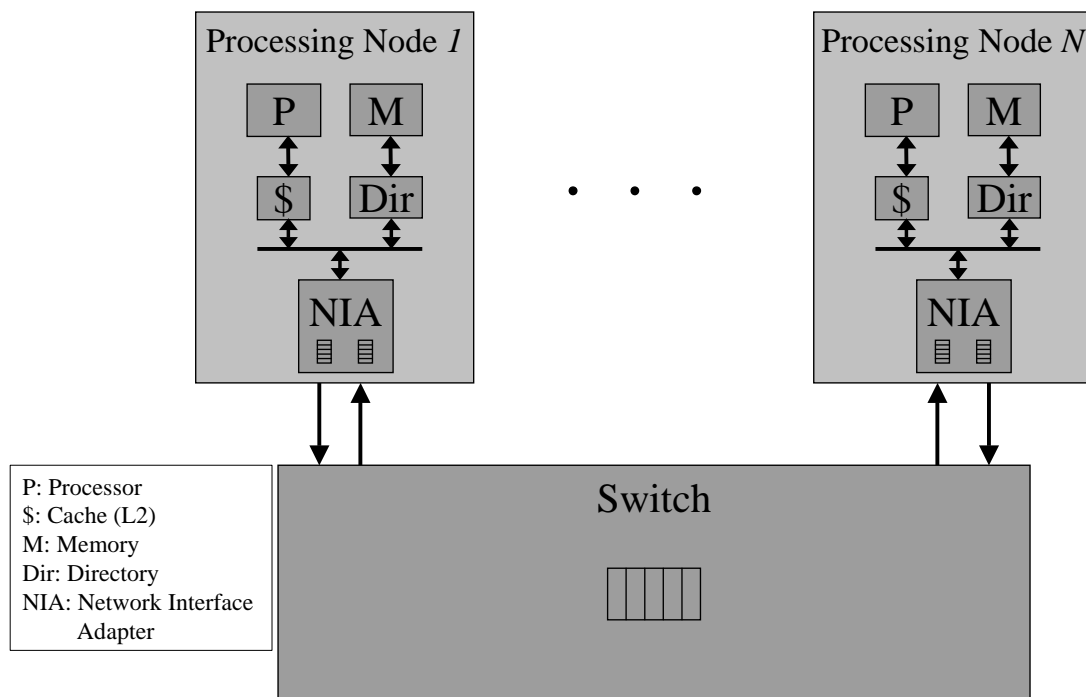 Processing Node 1
P
M
$
Dir
NIA
Processing Node N
P
M
$
Dir
NIA
P: Processor
$: Cache (L2)
M: Memory
Dir: Directory
NIA: Network Interface
Adapter
Switch